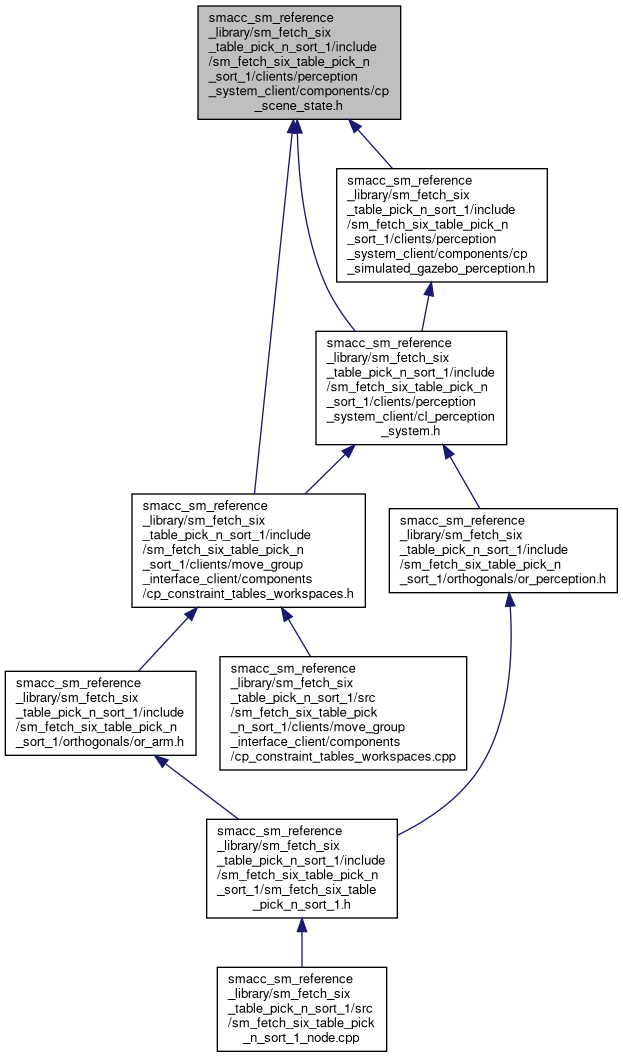 smacc_sm_reference
_library/sm_fetch_six
_table_pick_n_sort_1/include
/sm_fetch_six_table_pick_n
_sort_1/clients/perception
_system_client/components/cp
_scene_state.h
smacc_sm_reference
_library/sm_fetch_six
_table_pick_n_sort_1/include
/sm_fetch_six_table_pick_n
_sort_1/clients/perception
_system_client/components/cp
_simulated_gazebo_perception.h
smacc_sm_reference
_library/sm_fetch_six
_table_pick_n_sort_1/include
/sm_fetch_six_table_pick_n
_sort_1/clients/perception
_system_client/cl_perception
_system.h
smacc_sm_reference
_library/sm_fetch_six
_table_pick_n_sort_1/include
/sm_fetch_six_table_pick_n
_sort_1/clients/move_group
_interface_client/components
/cp_constraint_tables_workspaces.h
smacc_sm_reference
_library/sm_fetch_six
_table_pick_n_sort_1/include
/sm_fetch_six_table_pick_n
_sort_1/orthogonals/or_perception.h
smacc_sm_reference
_library/sm_fetch_six
_table_pick_n_sort_1/include
/sm_fetch_six_table_pick_n
_sort_1/orthogonals/or_arm.h
smacc_sm_reference
_library/sm_fetch_six
_table_pick_n_sort_1/src
/sm_fetch_six_table_pick
_n_sort_1/clients/move_group
_interface_client/components
/cp_constraint_tables_workspaces.cpp
smacc_sm_reference
_library/sm_fetch_six
_table_pick_n_sort_1/include
/sm_fetch_six_table_pick_n
_sort_1/sm_fetch_six_table
_pick_n_sort_1.h
smacc_sm_reference
_library/sm_fetch_six
_table_pick_n_sort_1/src
/sm_fetch_six_table_pick
_n_sort_1_node.cpp